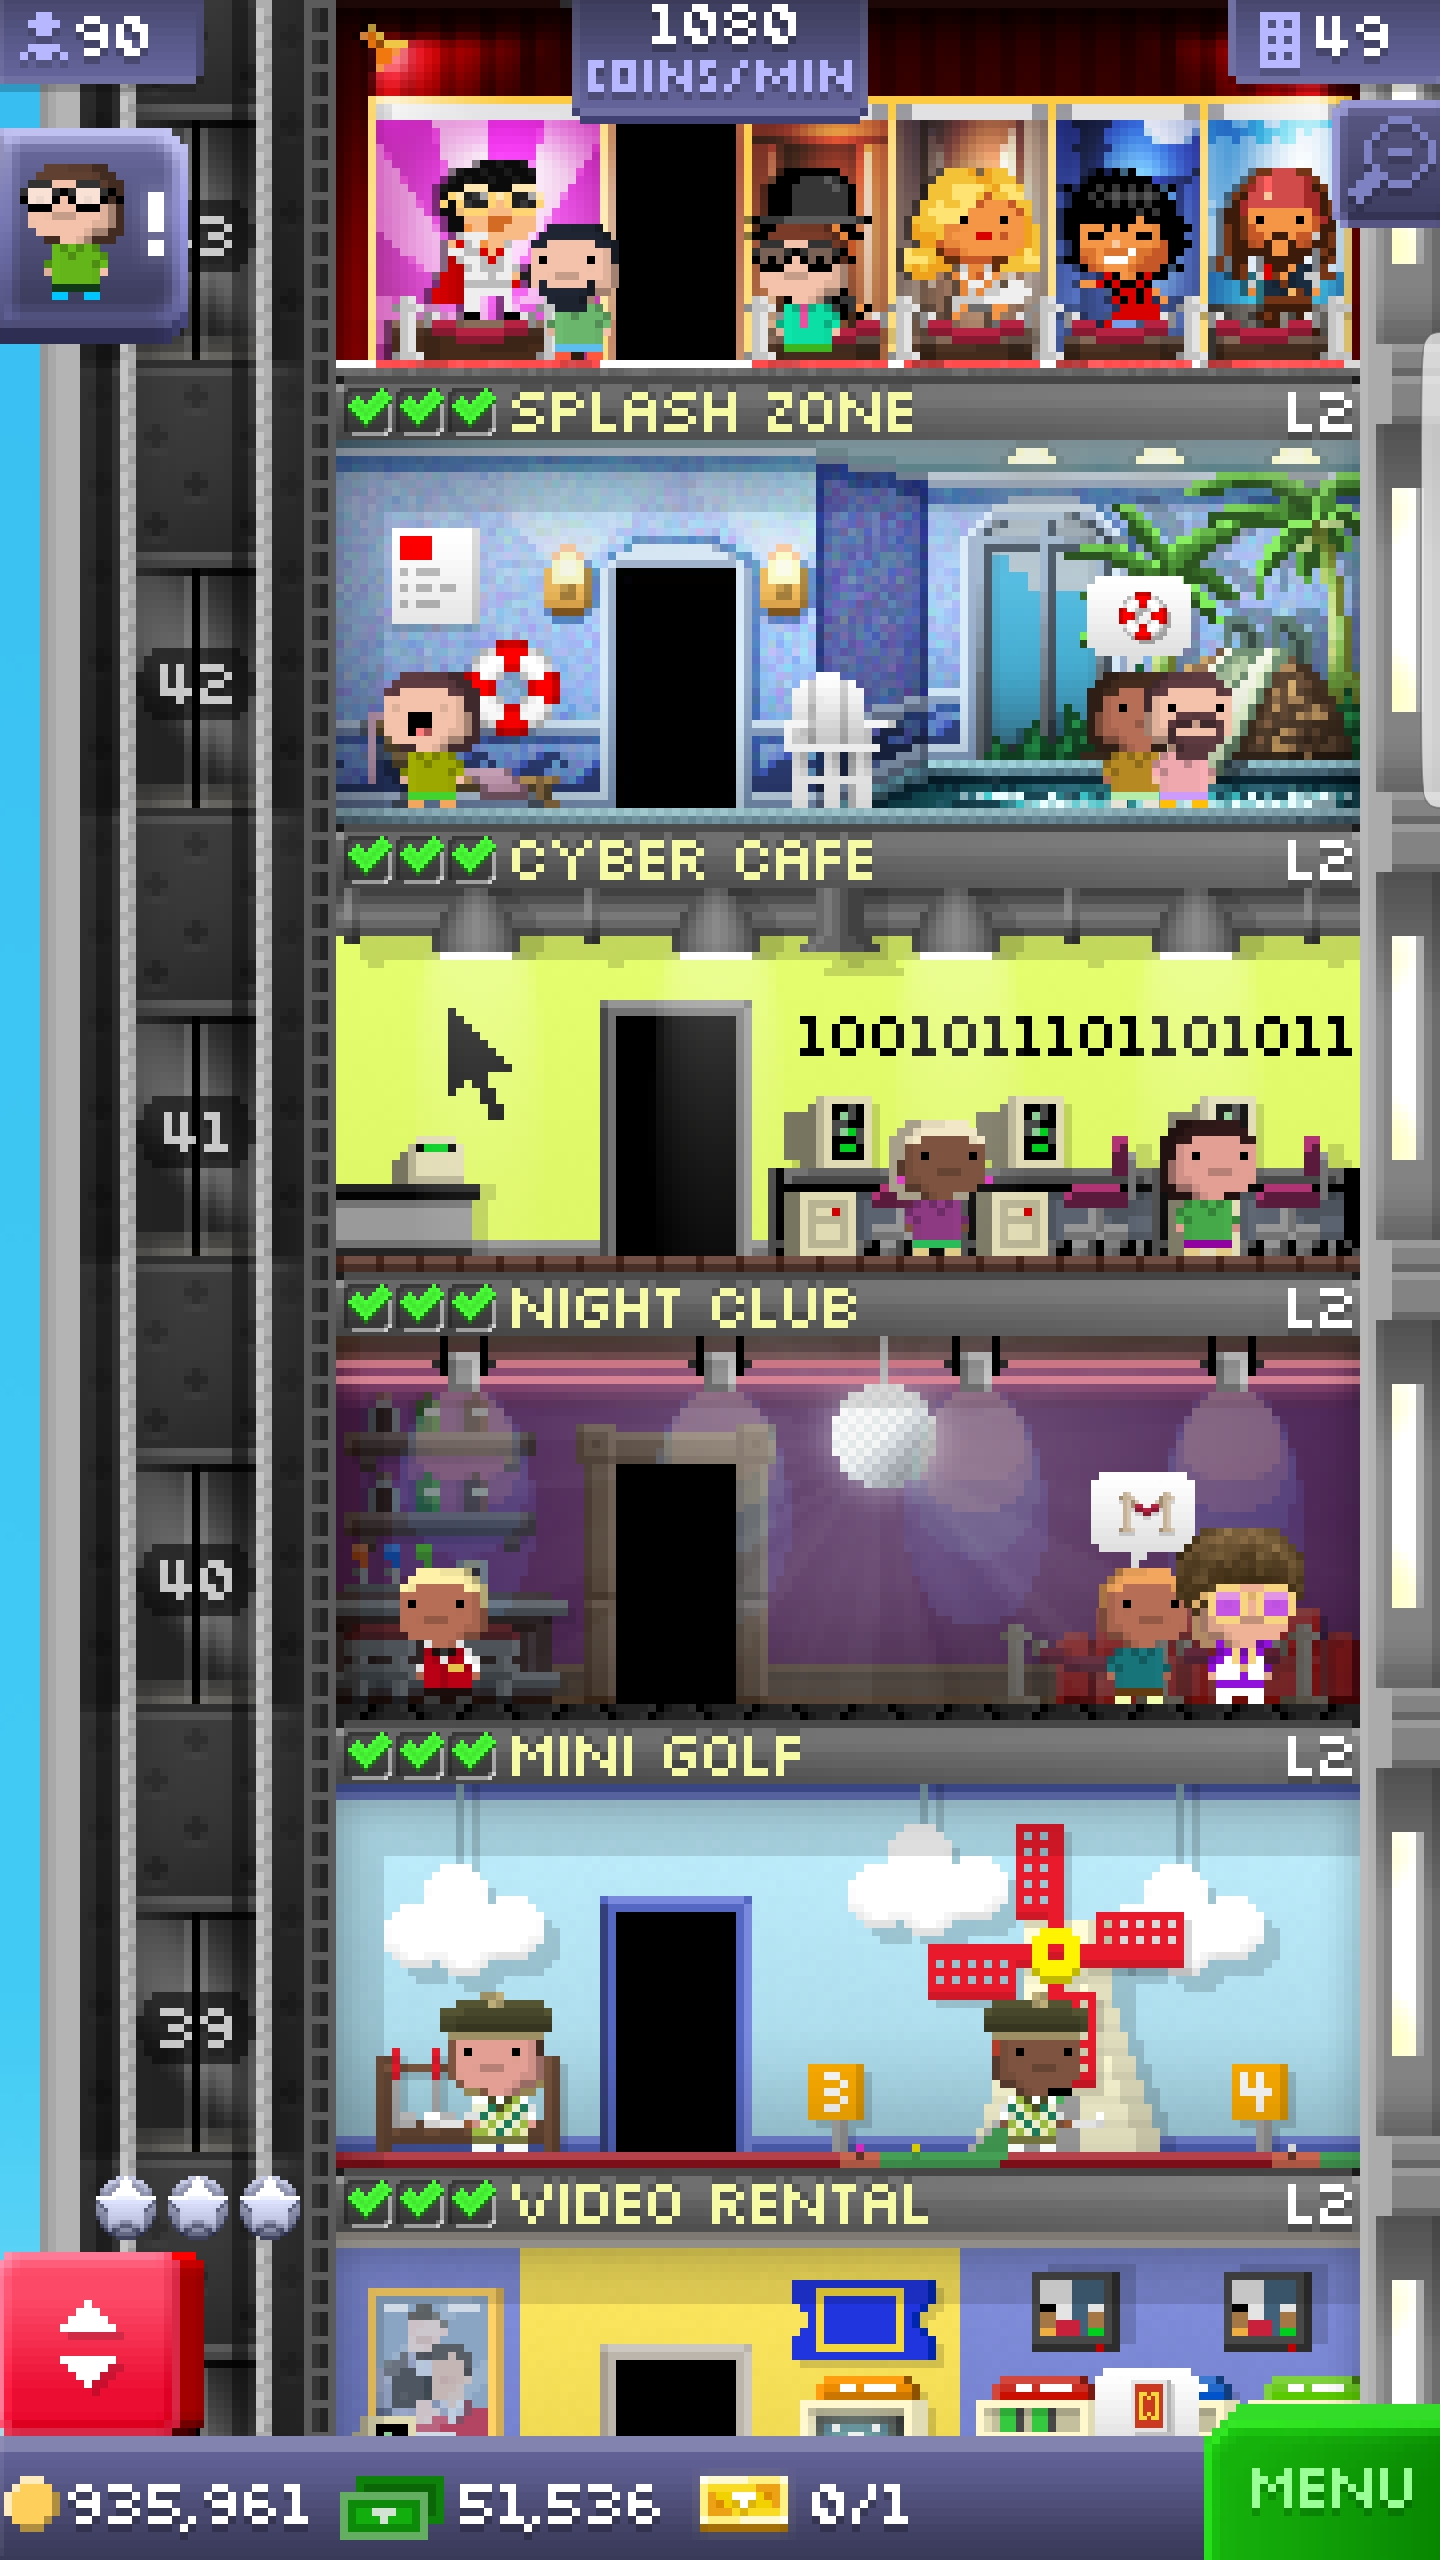 90
1080
COINS/MIN
49
!
3
SPLASH ZONE
L2
42
CYBER CAFE
L2
41
10010111101101011
NIGHT CLUB
L2
40
M
MINI GOLF
L2
39
3
4
VIDEO RENTAL
L2
935,961
51,536
0/1
MENU